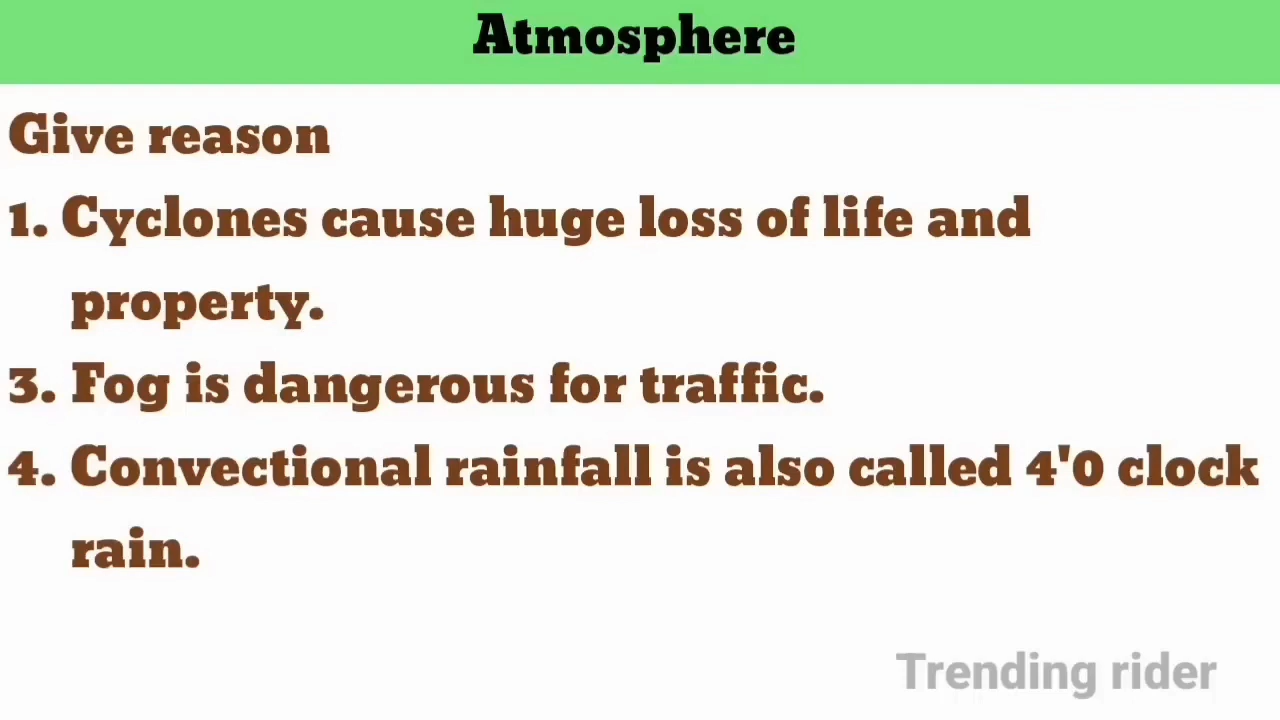 Atmosphere
Give reason
1. Cyclones cause huge loss of life and
property.
3. Fog is dangerous for traffic.
4. Convectional rainfall is also called 4'0 clock
rain.
Trending rider